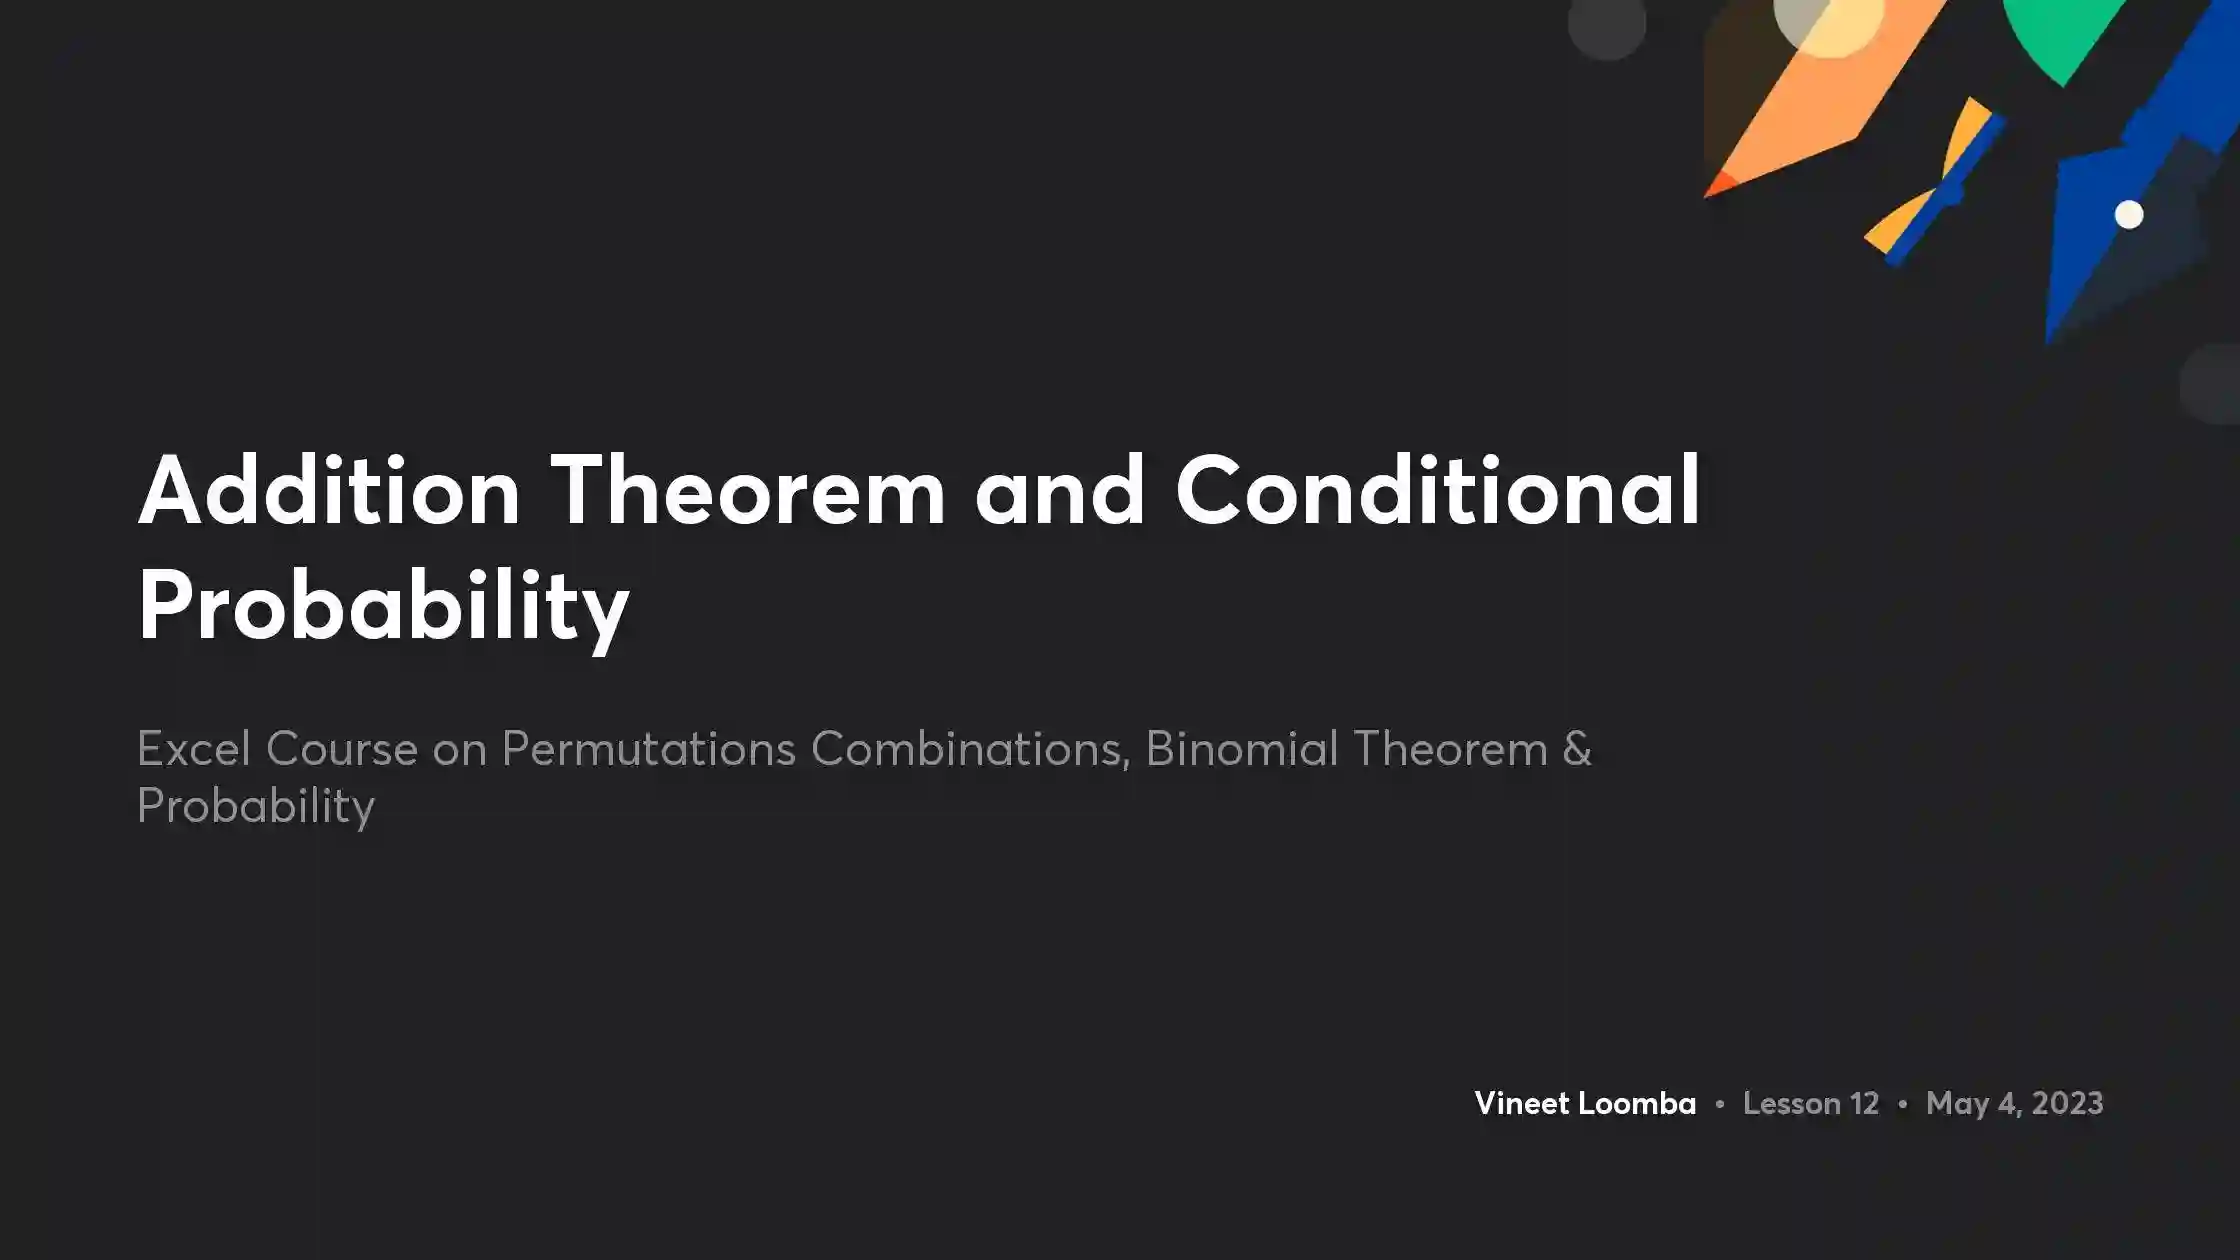 Addition Theorem and Conditional
Probability
Excel Course on Permutations Combinations, Binomial Theorem &
Probability
Vineet Loomba • Lesson 12 • May 4, 2023